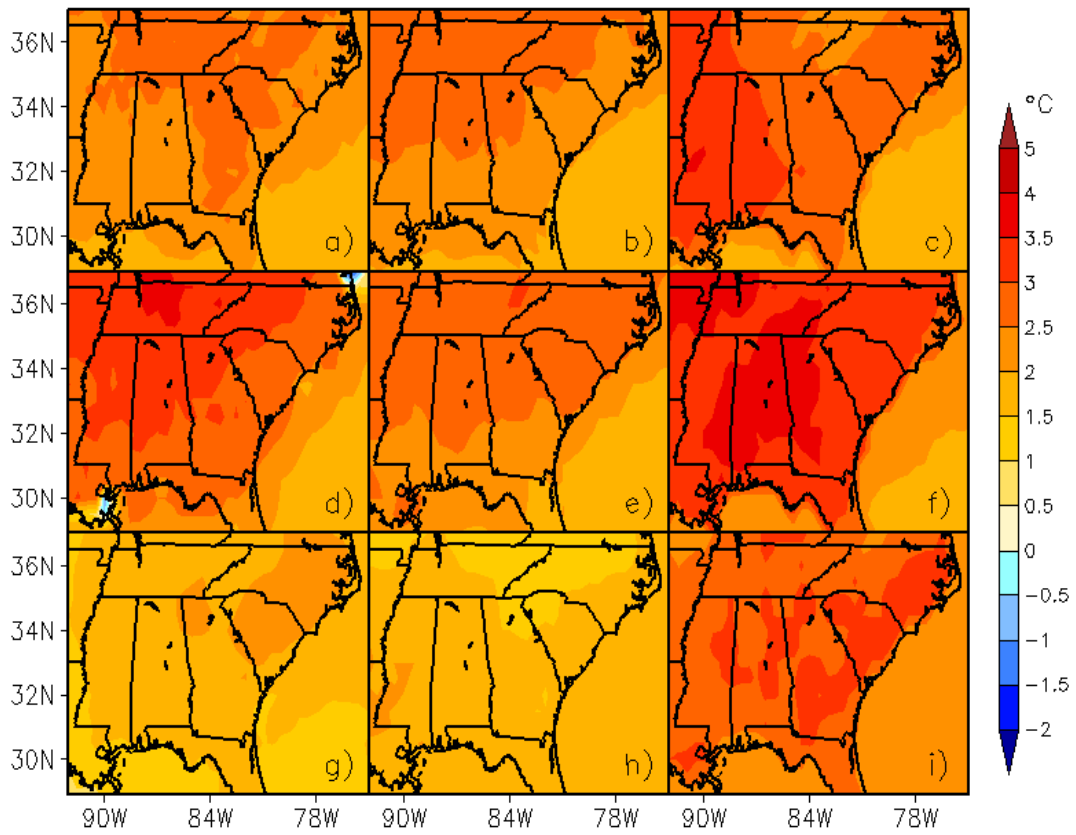 36N
34N
32N
30N
a)
b)
c)
36N
34N
32N
30N
d)
e)
f)
36N
34N
32N
30N
g)
h)
i)
90W 84W 78W 90W 84W 78W 90W 84W 78W
°C
5
4
3.5
3
2.5
2
1.5
1
0.5
0
−0.5
−1
−1.5
−2